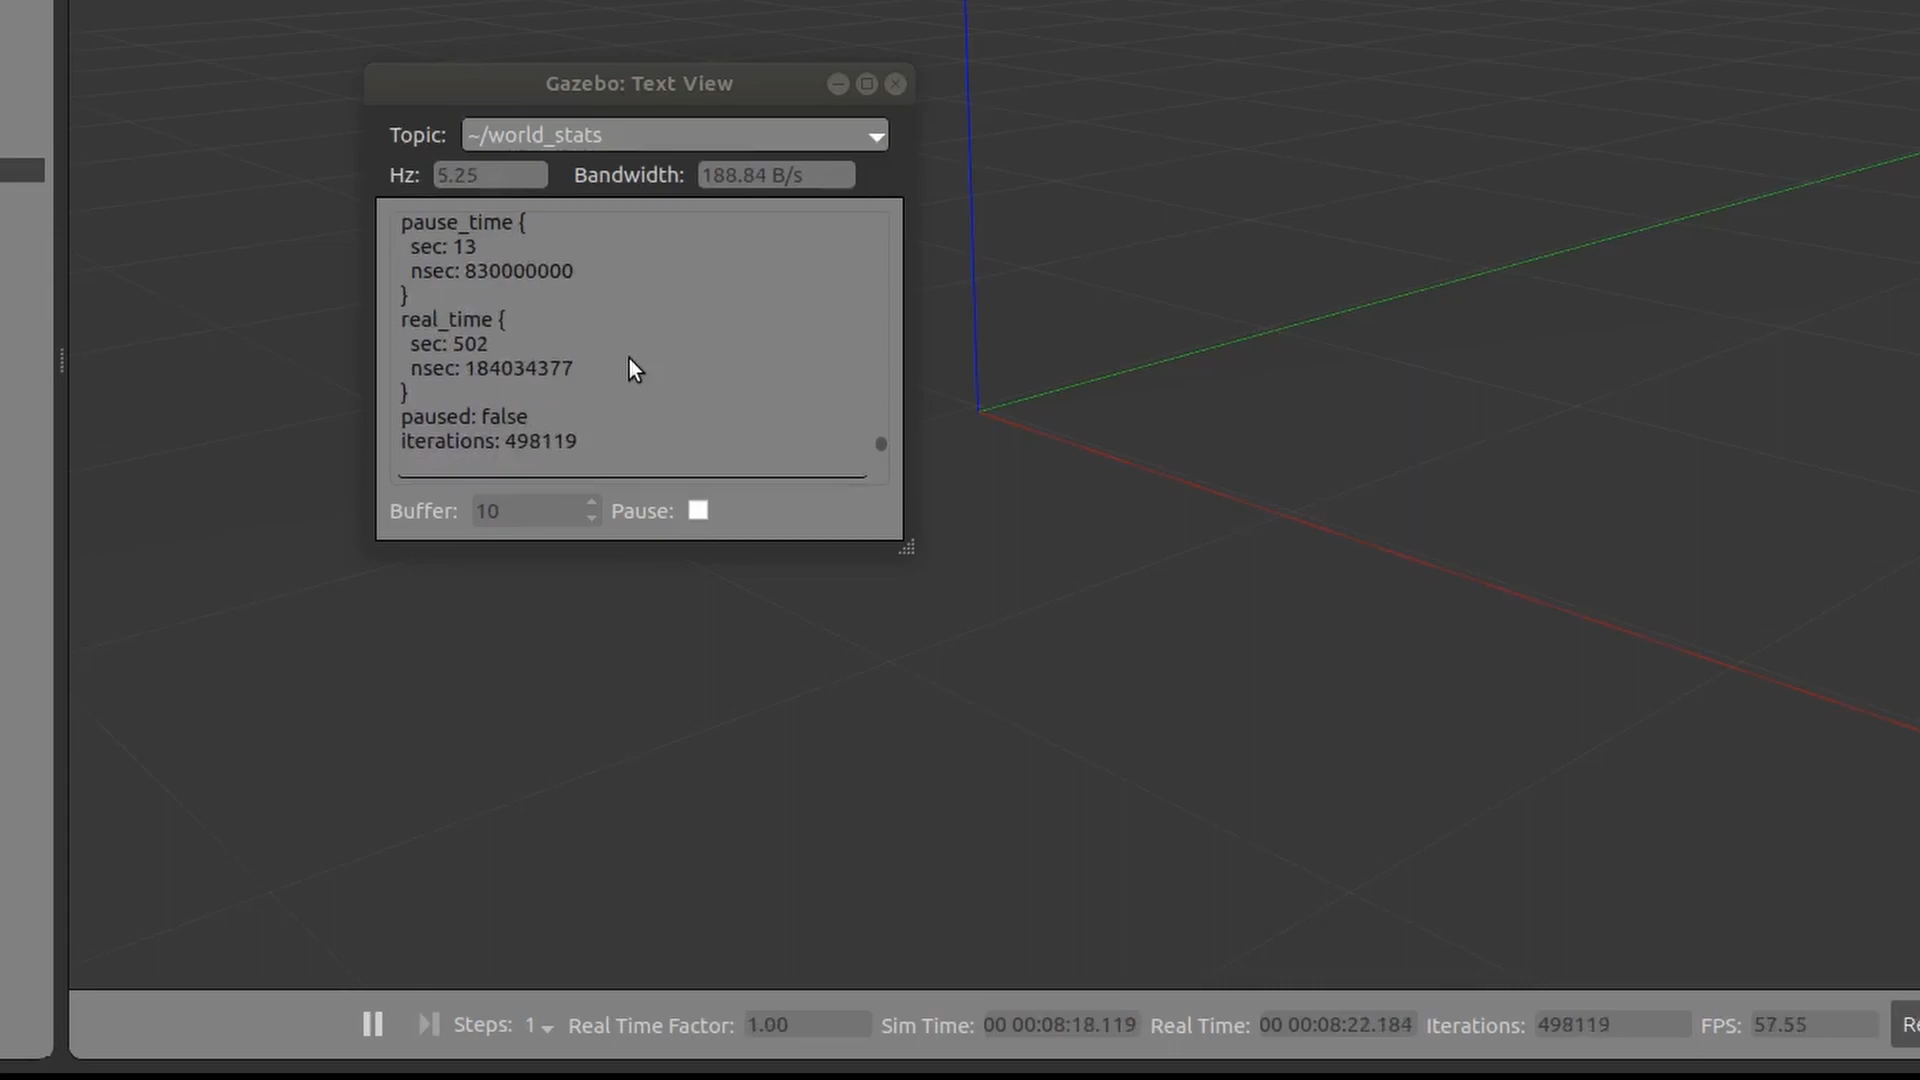 Gazebo: Text View
Topic: ~/world_stats
Hz: 5.25 Bandwidth: 188.84 B/s
pause_time {
sec: 13
nsec: 830000000
}
real_time {
sec: 502
nsec: 184034377
}
paused: false
iterations: 498119
Buffer: 10 Pause:
Steps: 1 Real Time Factor: 1.00 Sim Time: 00 00:08:18.119 Real Time: 00 00:08:22.184 Iterations: 498119 FPS: 57.55